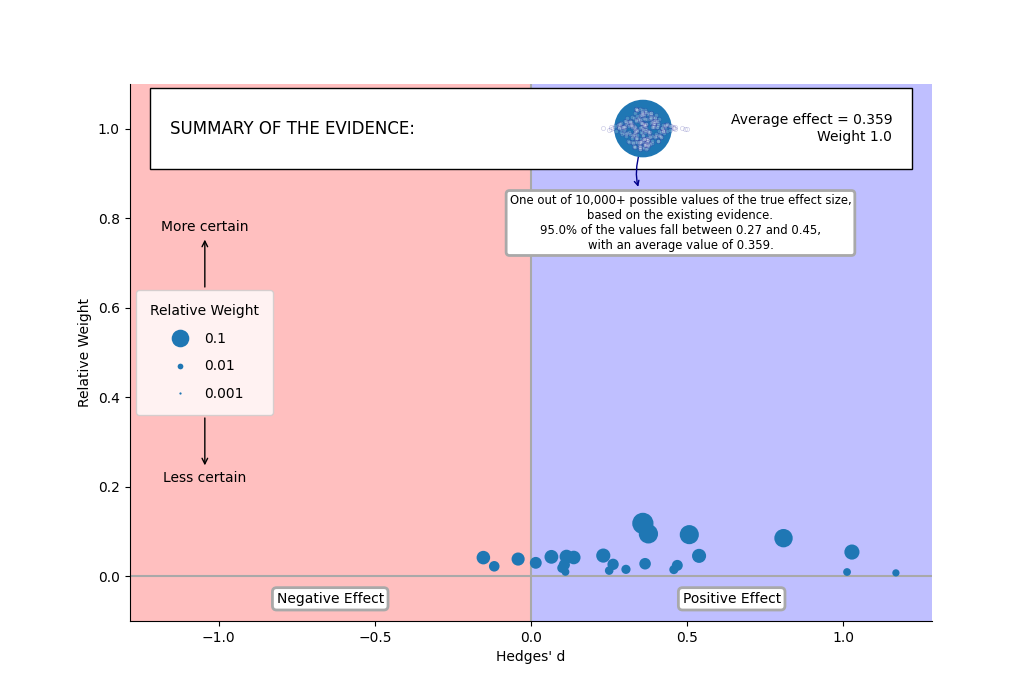 SUMMARY OF THE EVIDENCE:
Average effect = 0.359
Weight 1.0
One out of 10,000+ possible values of the true effect size,
based on the existing evidence.
95.0% of the values fall between 0.27 and 0.45,
with an average value of 0.359.
More certain
Relative Weight
0.1
0.01
0.001
Less certain
Negative Effect
Positive Effect
Relative Weight
1.0
0.8
0.6
0.4
0.2
0.0
−1.0
−0.5
0.0
0.5
1.0
Hedges' d